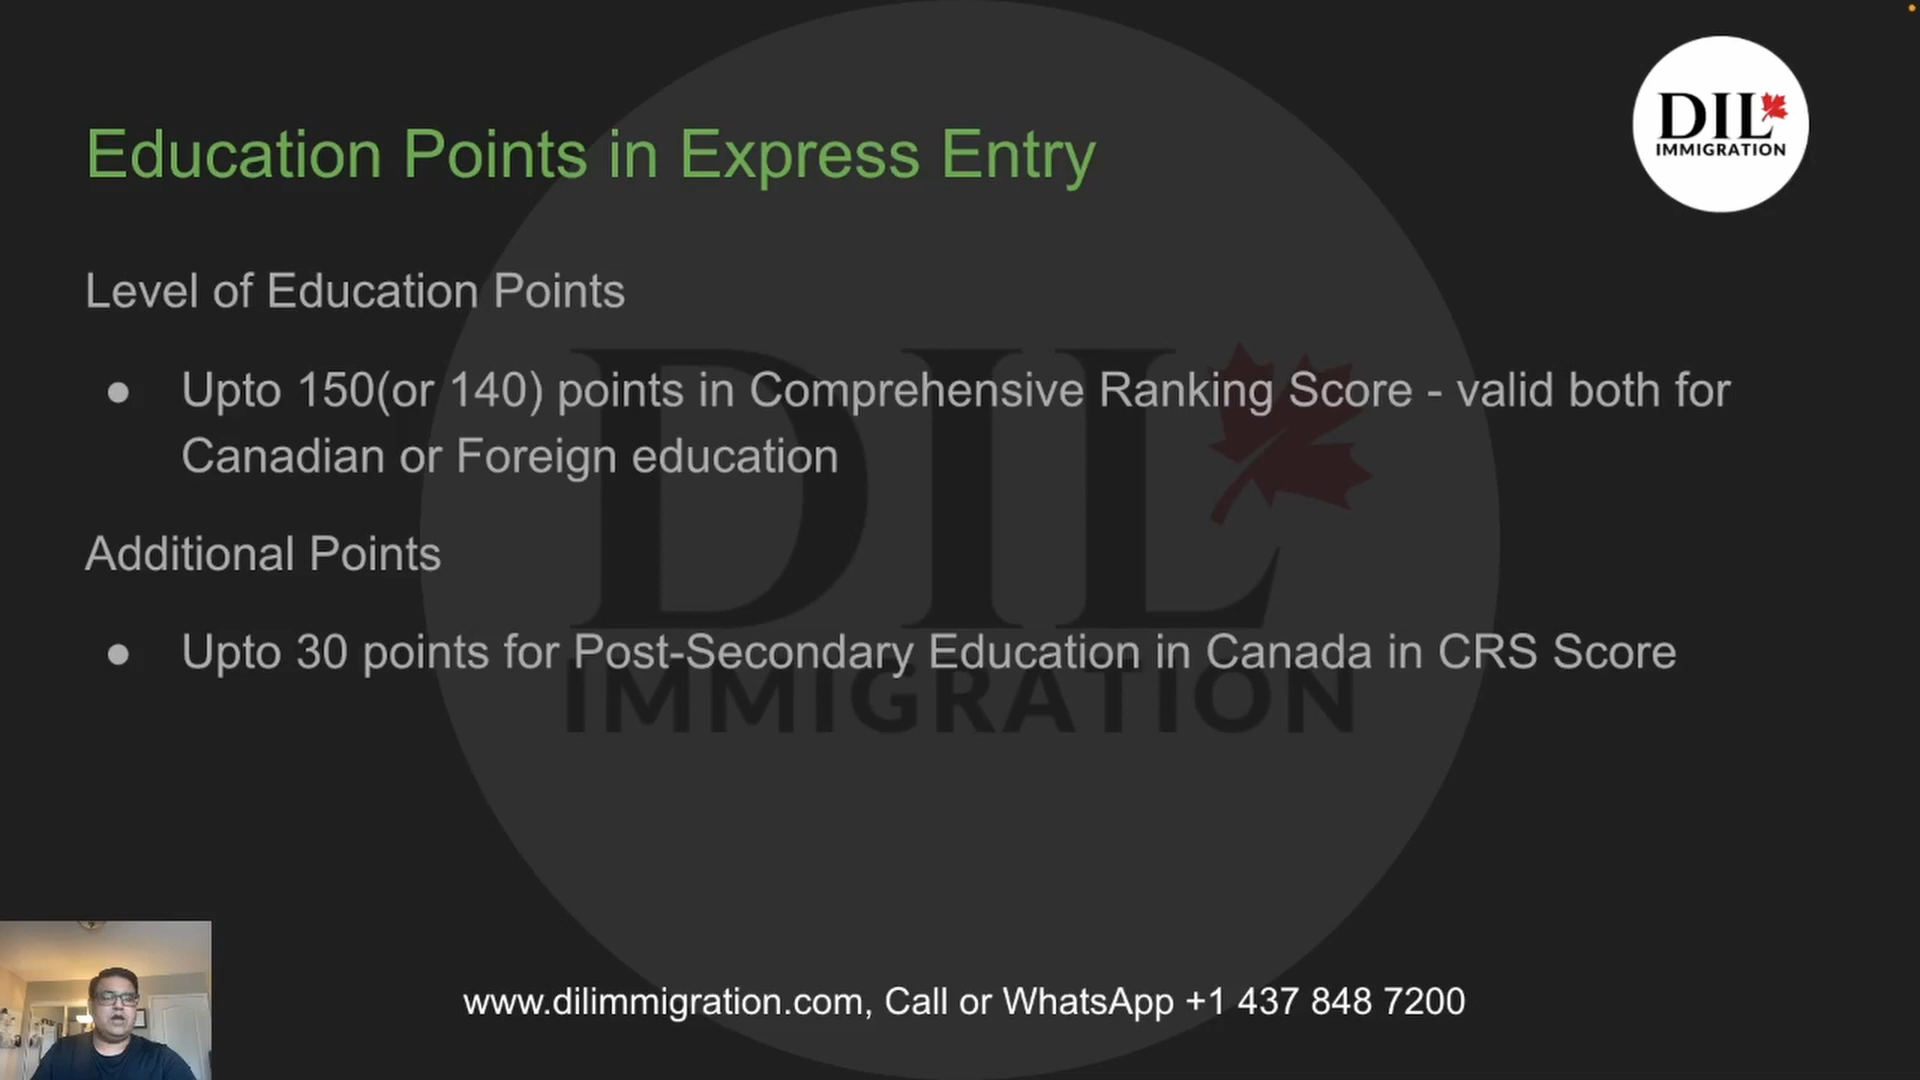 DIL
IMMIGRATION
Education Points in Express Entry
Level of Education Points
● Upto 150(or 140) points in Comprehensive Ranking Score - valid both for
Canadian or Foreign education
Additional Points
● Upto 30 points for Post-Secondary Education in Canada in CRS Score
DIL
IMMIGRATION
www.dilimmigration.com, Call or WhatsApp +1 437 848 7200